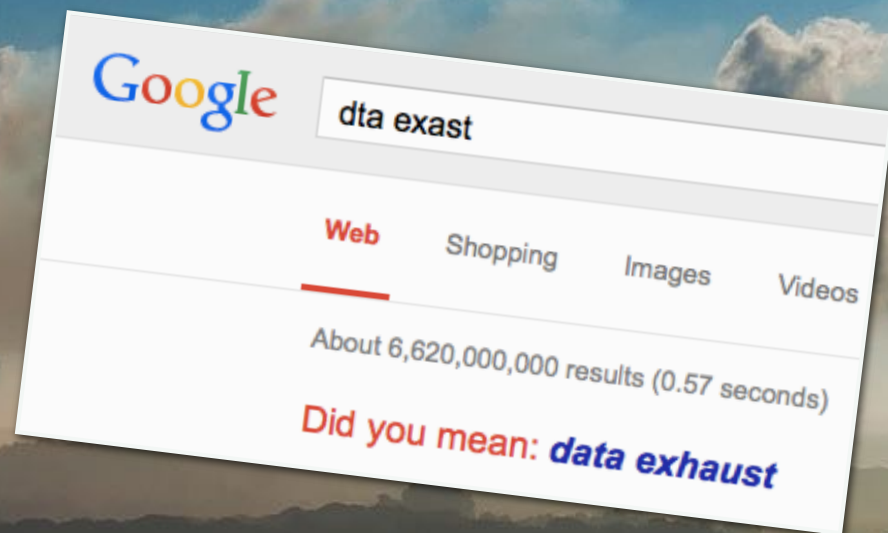 Google dta exast
Web Shopping Images Videos
About 6,620,000,000 results (0.57 seconds)
Did you mean: data exhaust